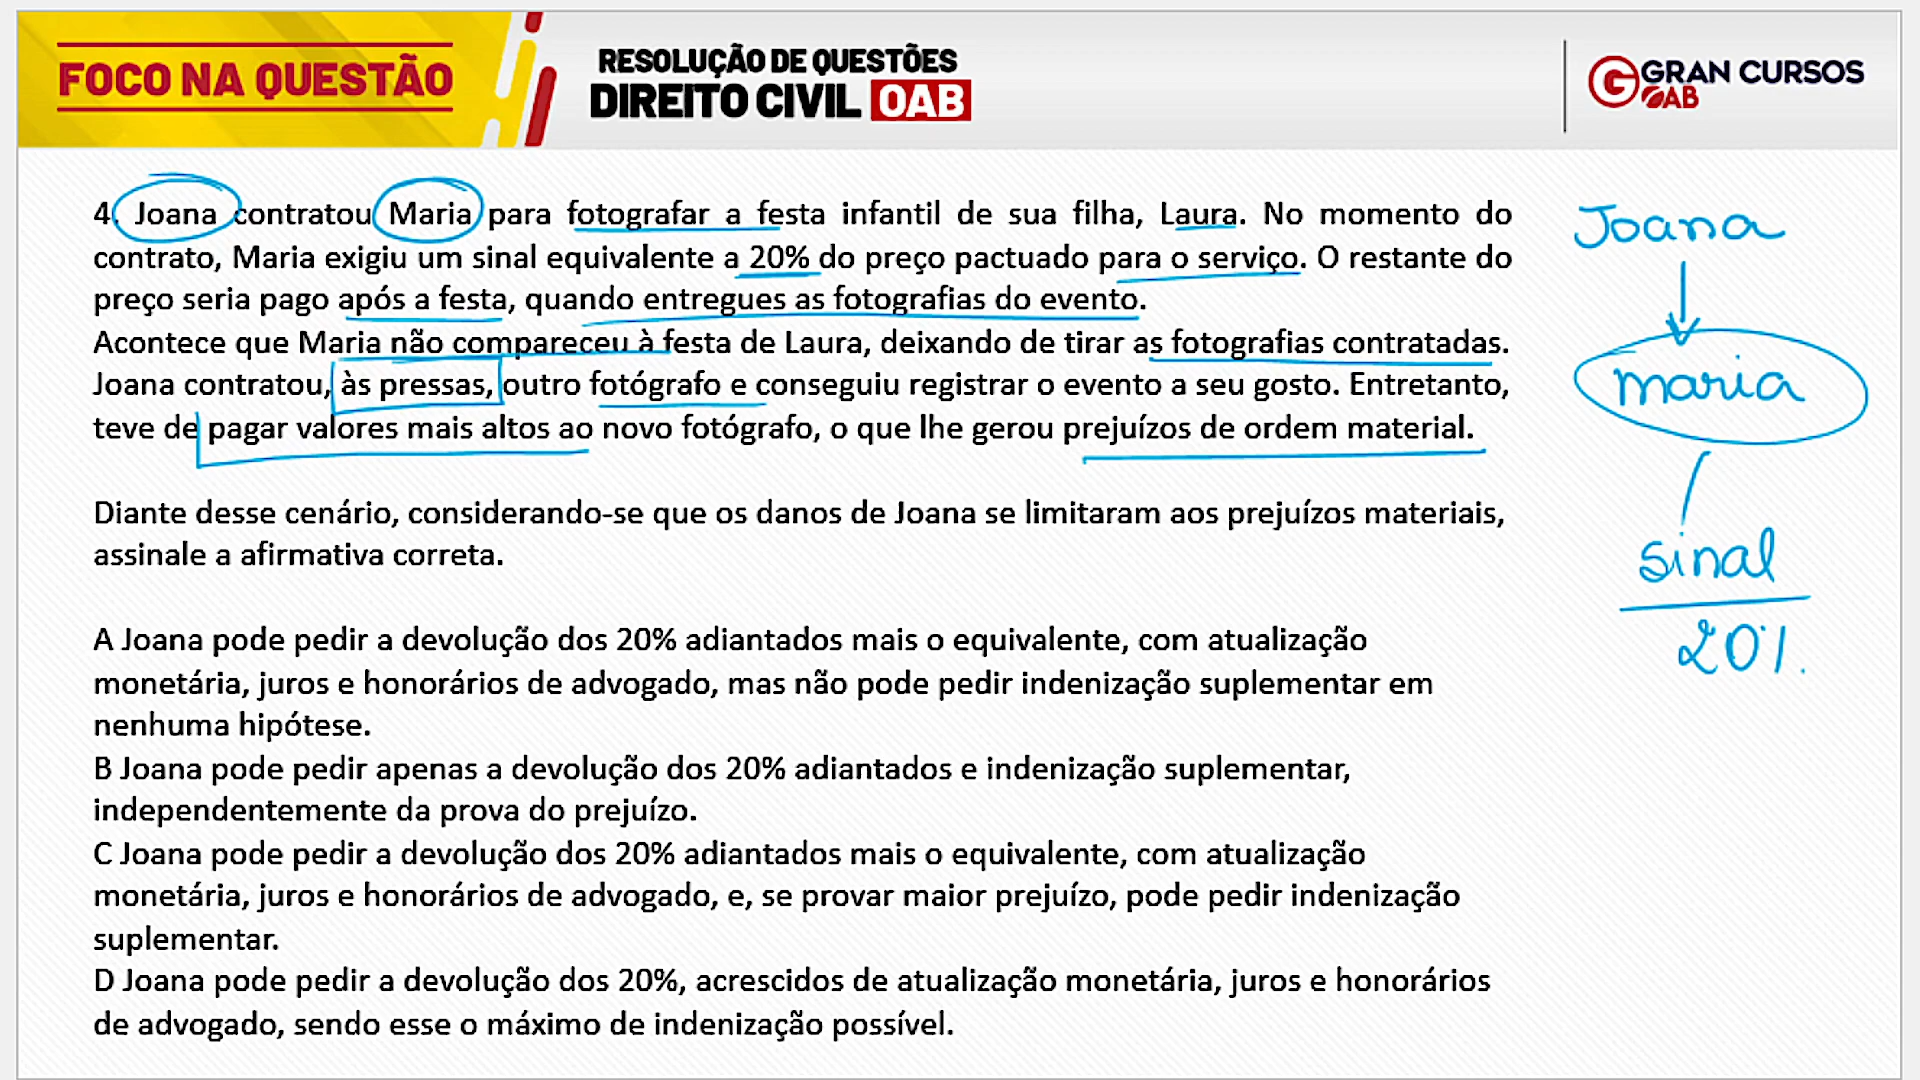 FOCO NA QUESTÃO
RESOLUÇÃO DE QUESTÕES
DIREITO CIVIL OAB
GRAN CURSOS
OAB
4. Joana contratou Maria para fotografar a festa infantil de sua filha, Laura. No momento do
contrato, Maria exigiu um sinal equivalente a 20% do preço pactuado para o serviço. O restante do
preço seria pago após a festa, quando entregues as fotografias do evento.
Acontece que Maria não compareceu à festa de Laura, deixando de tirar as fotografias contratadas.
Joana contratou, às pressas, outro fotógrafo e conseguiu registrar o evento a seu gosto. Entretanto,
teve de pagar valores mais altos ao novo fotógrafo, o que lhe gerou prejuízos de ordem material.
Diante desse cenário, considerando-se que os danos de Joana se limitaram aos prejuízos materiais,
assinale a afirmativa correta.
A Joana pode pedir a devolução dos 20% adiantados mais o equivalente, com atualização
monetária, juros e honorários de advogado, mas não pode pedir indenização suplementar em
nenhuma hipótese.
B Joana pode pedir apenas a devolução dos 20% adiantados e indenização suplementar,
independentemente da prova do prejuízo.
C Joana pode pedir a devolução dos 20% adiantados mais o equivalente, com atualização
monetária, juros e honorários de advogado, e, se provar maior prejuízo, pode pedir indenização
suplementar.
D Joana pode pedir a devolução dos 20%, acrescidos de atualização monetária, juros e honorários
de advogado, sendo esse o máximo de indenização possível.
Joana
maria
sinal
20%.